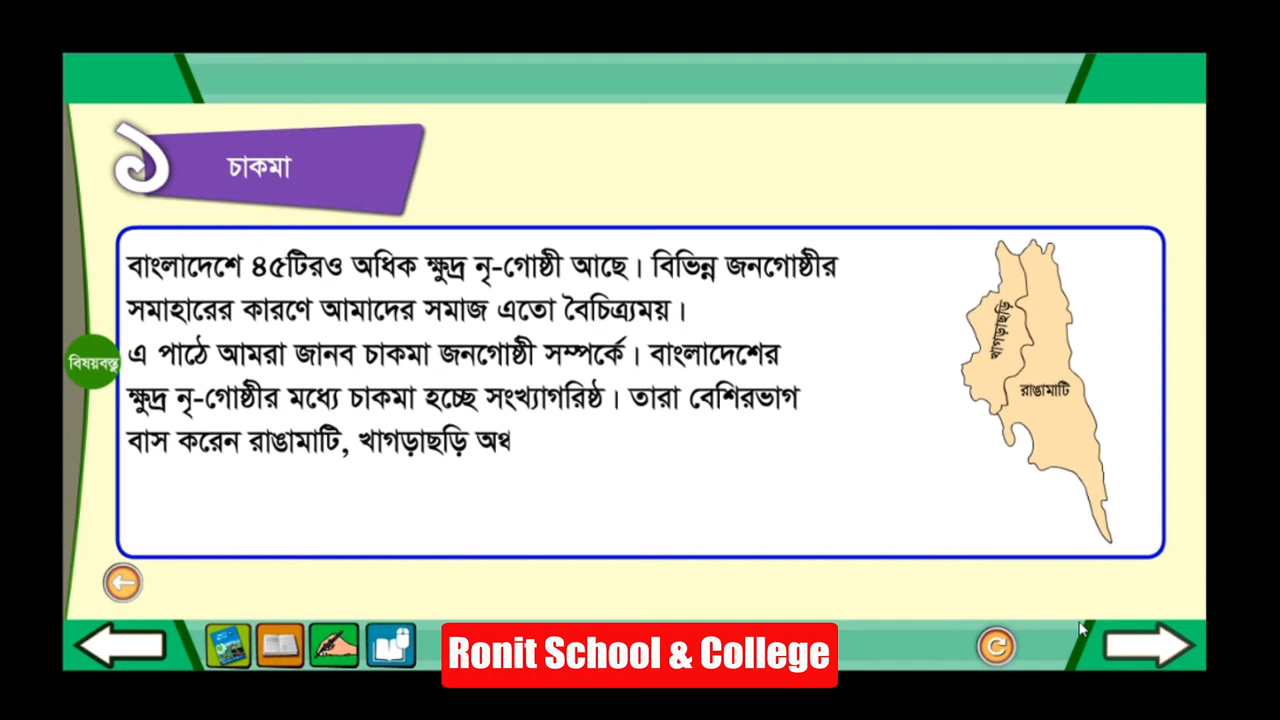 ১ চাকমা
বাংলাদেশে ৪৫টিরও অধিক ক্ষুদ্র নৃ-গোষ্ঠী আছে। বিভিন্ন জনগোষ্ঠীর
সমাহারের কারণে আমাদের সমাজ এতো বৈচিত্র্যময়।
এ পাঠে আমরা জানব চাকমা জনগোষ্ঠী সম্পর্কে। বাংলাদেশের
ক্ষুদ্র নৃ-গোষ্ঠীর মধ্যে চাকমা হচ্ছে সংখ্যাগরিষ্ঠ। তারা বেশিরভাগ
বাস করেন রাঙামাটি, খাগড়াছড়ি
বিষয়বস্তু
খাগড়াছড়ি
রাঙামাটি
Ronit School & College